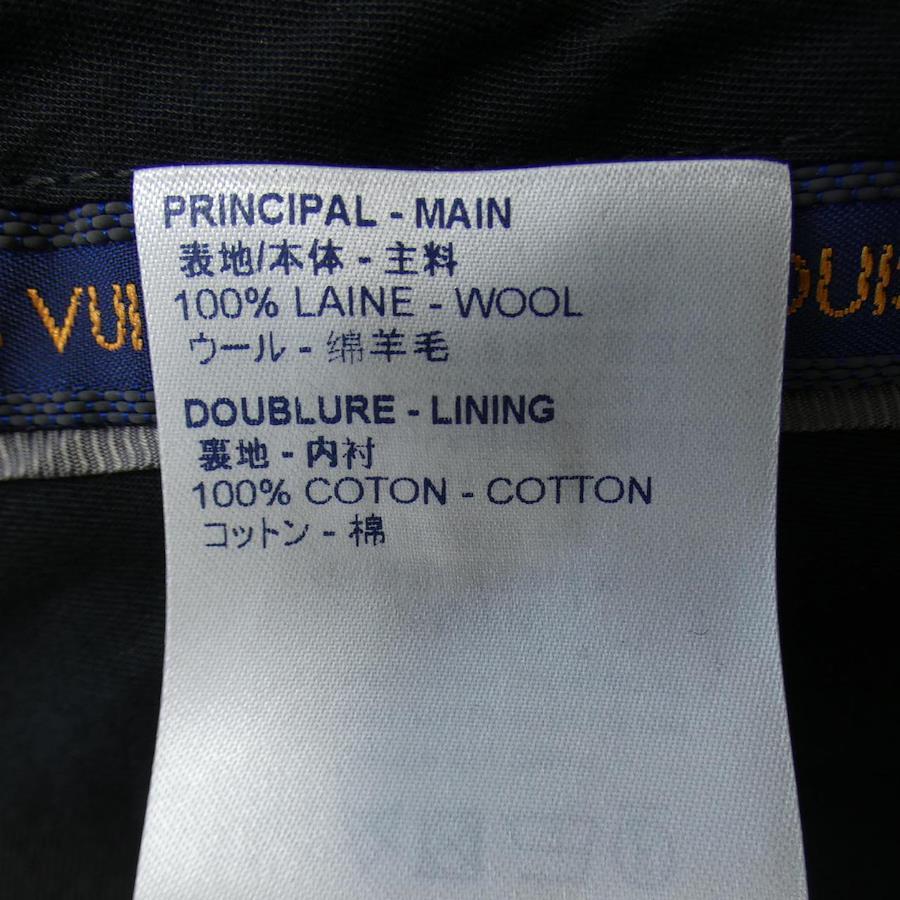 PRINCIPAL - MAIN
表地/本体 - 主料
100% LAINE - WOOL
ウール - 绵羊毛
DOUBLURE - LINING
裏地 - 内衬
100% COTON - COTTON
コットン - 棉